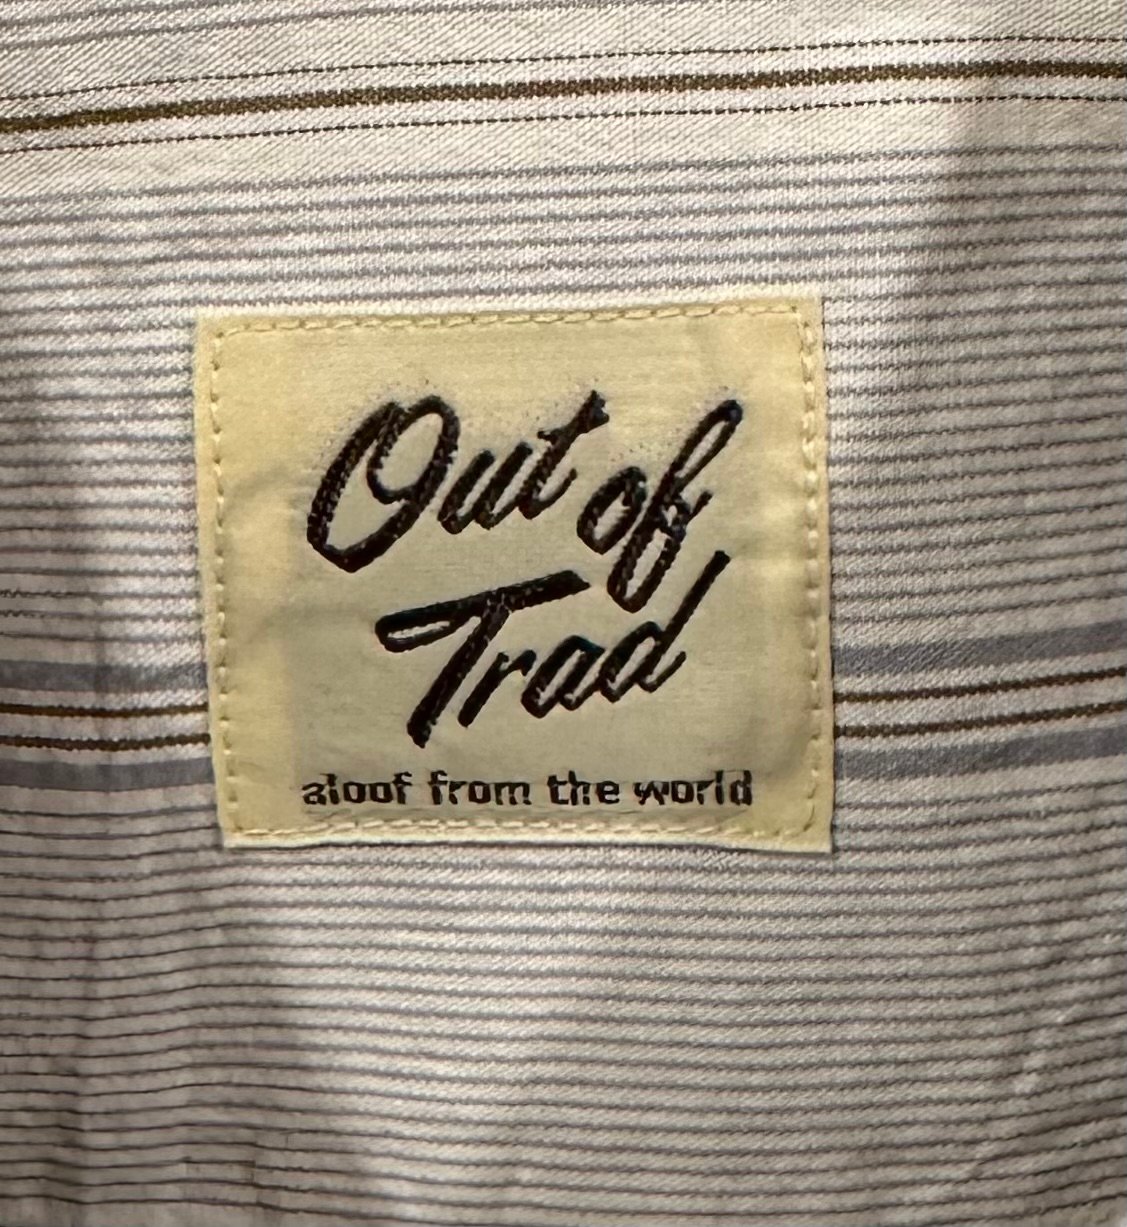 Out of
Trad
aloof from the world